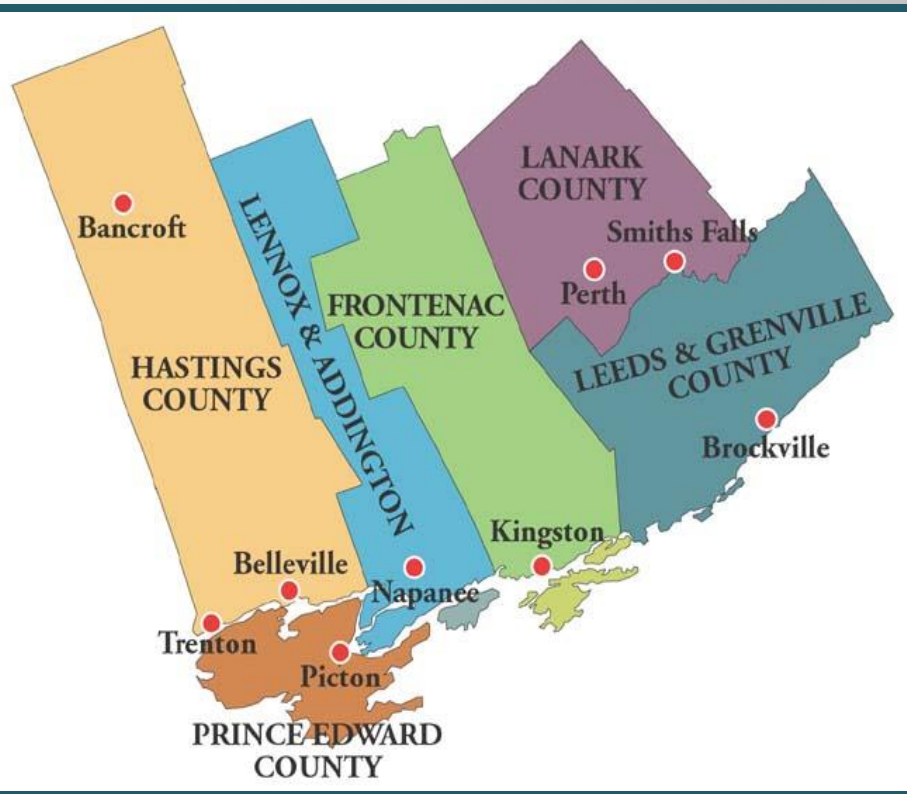 LANARK
COUNTY
Bancroft
Smiths Falls
Perth
LENNOX & ADDINGTON
FRONTENAC
COUNTY
HASTINGS
COUNTY
LEEDS & GRENVILLE
COUNTY
Brockville
Kingston
Belleville
Napanee
Trenton
Picton
PRINCE EDWARD
COUNTY